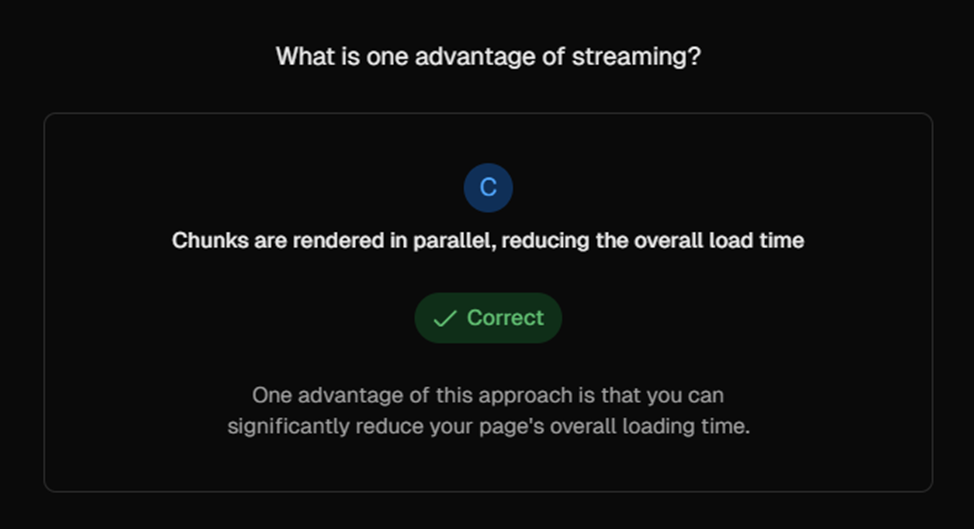 What is one advantage of streaming?
C
Chunks are rendered in parallel, reducing the overall load time
✓ Correct
One advantage of this approach is that you can
significantly reduce your page's overall loading time.